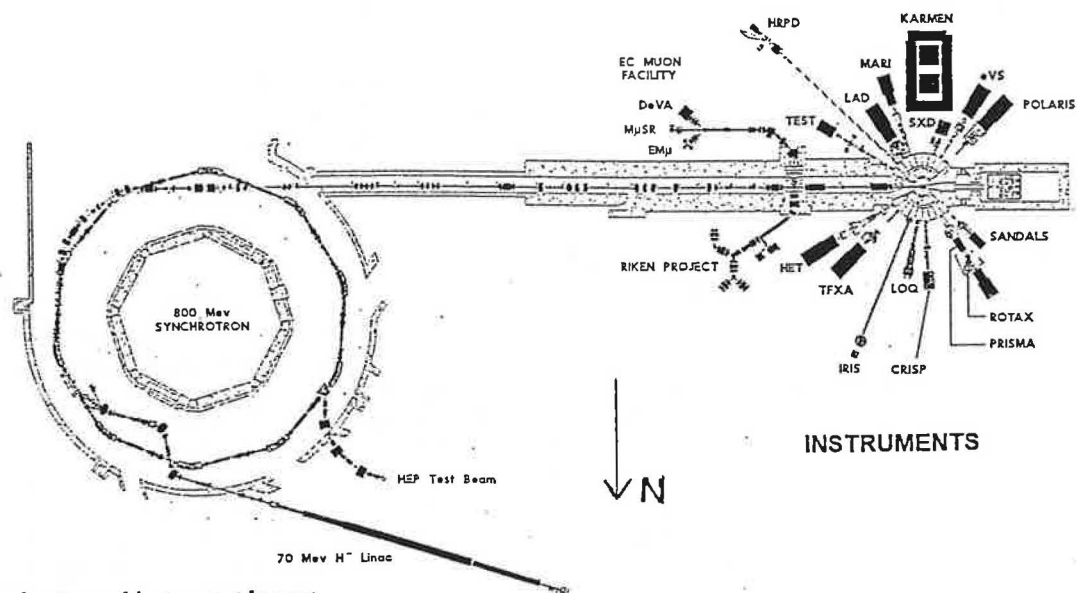 HRPD
KARMEN
EC MUON
FACILITY
MARI
eVS
DeVA
LAD
POLARIS
MμSR
TEST
SXD
EMμ
800 Mev
SYNCHROTRON
RIKEN PROJECT
HET
TFXA
LOQ
SANDALS
ROTAX
PRISMA
IRIS
CRISP
INSTRUMENTS
N
HEP Test Beam
70 Mev H⁻ Linac